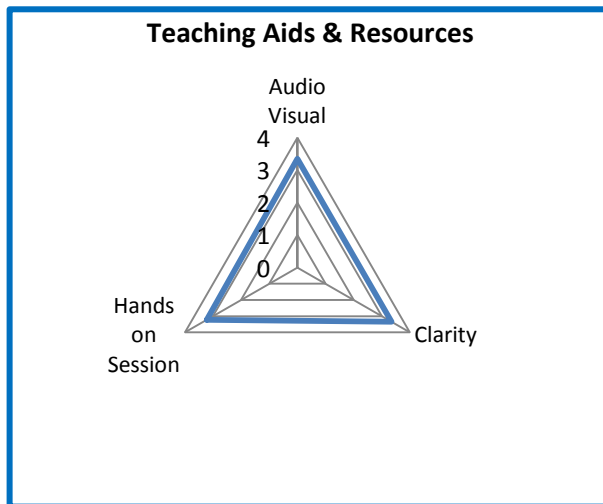 Teaching Aids & Resources
Audio
Visual
4
3
2
1
0
Hands
on
Session
Clarity